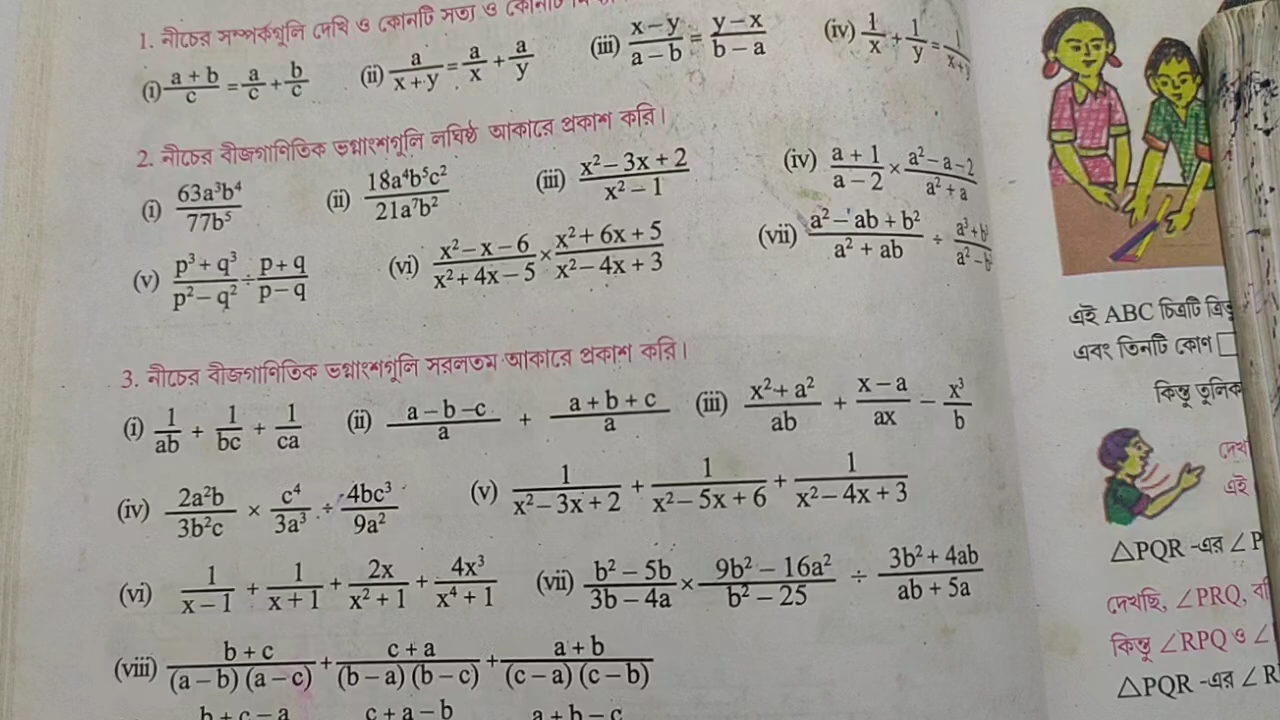 1. নীচের সম্পর্কগুলি দেখি ও কোনটি সত্য ও কোনটি
(i) (a + b)/c = a/c + b/c (ii) a/(x + y) = a/x + a/y (iii) (x − y)/(a − b) = (y − x)/(b − a) (iv) 1/x + 1/y = 1/(x + y)
2. নীচের বীজগাণিতিক ভগ্নাংশগুলি লঘিষ্ঠ আকারে প্রকাশ করি।
(i) 63a³b⁴/77b⁵ (ii) 18a⁴b⁵c²/21a⁷b² (iii) (x² − 3x + 2)/(x² − 1) (iv) (a + 1)/(a − 2) × (a² − a − 2)/(a² + a)
(v) (p³ + q³)/(p² − q²) ÷ (p + q)/(p − q) (vi) (x² − x − 6)/(x² + 4x − 5) × (x² + 6x + 5)/(x² − 4x + 3) (vii) (a² − ab + b²)/(a² + ab) ÷ (a³ + b)/(a² − b)
3. নীচের বীজগাণিতিক ভগ্নাংশগুলি সরলতম আকারে প্রকাশ করি।
(i) 1/ab + 1/bc + 1/ca (ii) (a − b − c)/a + (a + b + c)/a (iii) (x² + a²)/ab + (x − a)/ax − x³/b
(iv) 2a²b/3b²c × c⁴/3a³ ÷ 4bc³/9a² (v) 1/(x² − 3x + 2) + 1/(x² − 5x + 6) + 1/(x² − 4x + 3)
(vi) 1/(x − 1) + 1/(x + 1) + 2x/(x² + 1) + 4x³/(x⁴ + 1) (vii) (b² − 5b)/(3b − 4a) × (9b² − 16a²)/(b² − 25) ÷ (3b² + 4ab)/(ab + 5a)
(viii) (b + c)/(a − b)(a − c) + (c + a)/(b − a)(b − c) + (a + b)/(c − a)(c − b)
b + c − a c + a − b a + b − c
এই ABC চিত্রটি
এবং তিনটি কোণ
কিন্তু
এই
△PQR -এর ∠P
দেখছি, ∠PRQ,
কিন্তু ∠RPQ ও ∠
△PQR -এর ∠R